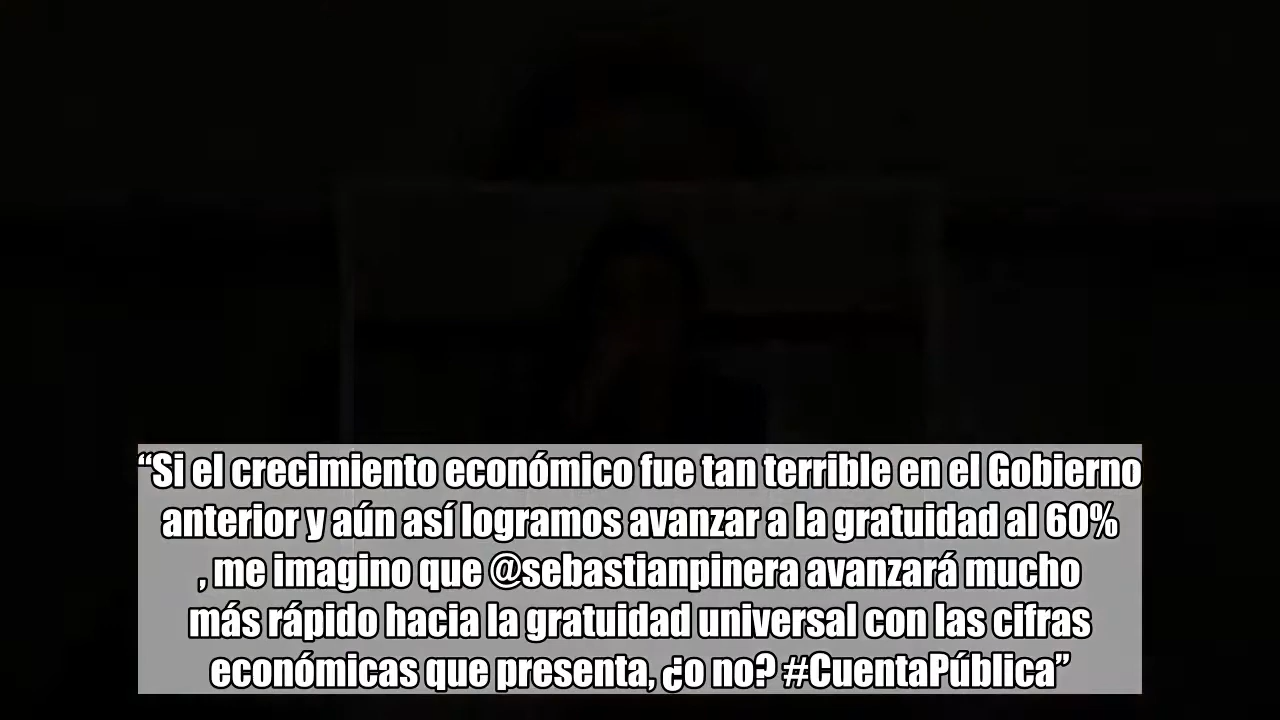 “Si el crecimiento económico fue tan terrible en el Gobierno
anterior y aún así logramos avanzar a la gratuidad al 60%
, me imagino que @sebastianpinera avanzará mucho
más rápido hacia la gratuidad universal con las cifras
económicas que presenta, ¿o no? #CuentaPública”